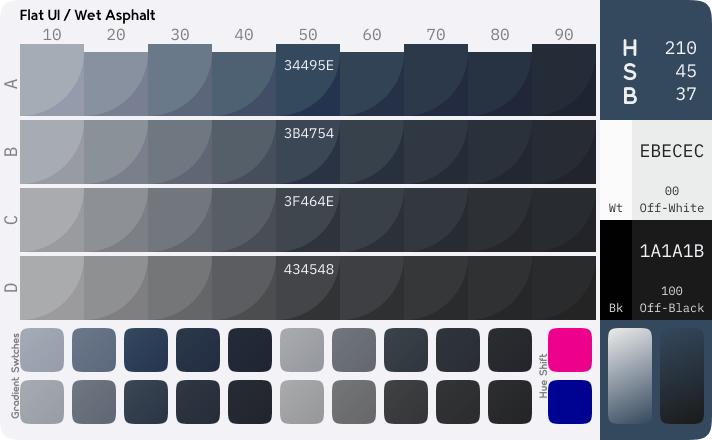 Flat UI / Wet Asphalt
10 20 30 40 50 60 70 80 90
A
34495E
B
3B4754
C
3F464E
D
434548
H 210
S 45
B 37
EBECEC
00
Wt Off-White
1A1A1B
100
Bk Off-Black
Gradient Swtches
Hue Shift